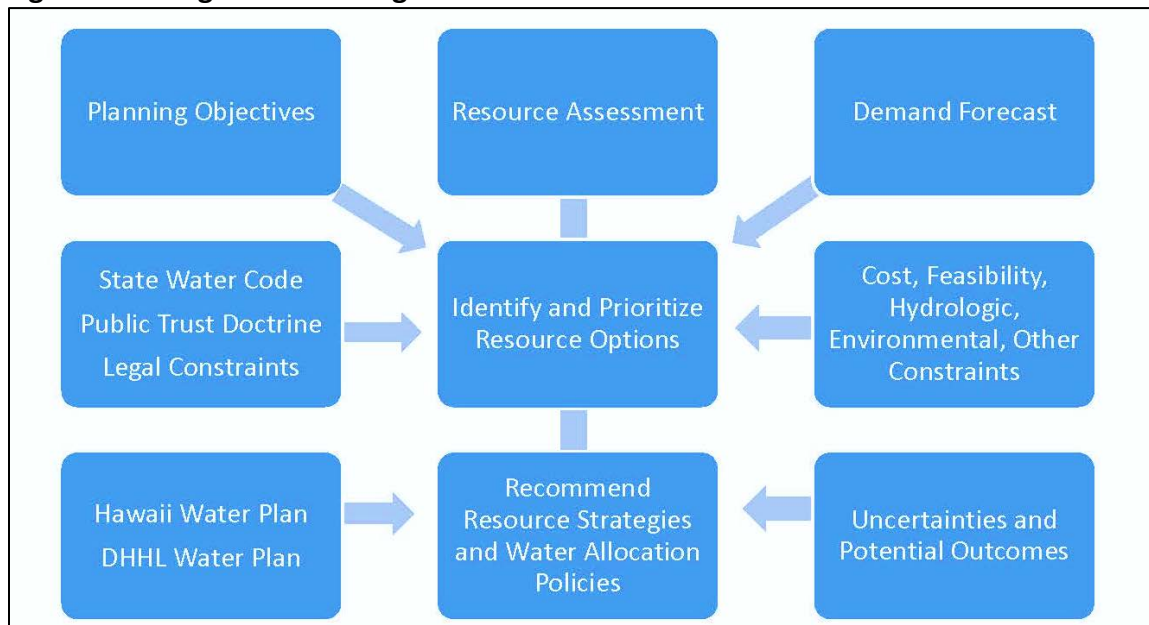 Planning Objectives
Resource Assessment
Demand Forecast
State Water Code
Public Trust Doctrine
Legal Constraints
Identify and Prioritize
Resource Options
Cost, Feasibility,
Hydrologic,
Environmental, Other
Constraints
Hawaii Water Plan
DHHL Water Plan
Recommend
Resource Strategies
and Water Allocation
Policies
Uncertainties and
Potential Outcomes